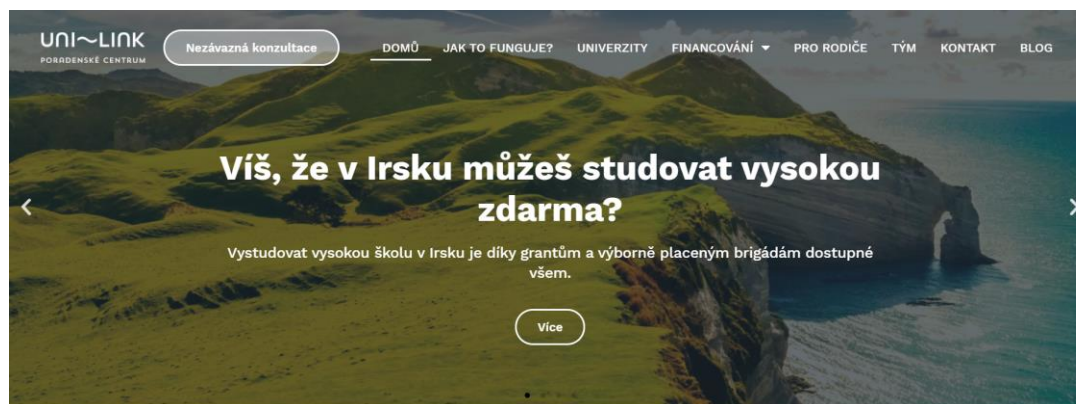 UNI~LINK
PORADENSKÉ CENTRUM
Nezávazná konzultace
DOMŮ
JAK TO FUNGUJE?
UNIVERZITY
FINANCOVÁNÍ
PRO RODIČE
TÝM
KONTAKT
BLOG
Víš, že v Irsku můžeš studovat vysokou
zdarma?
Vystudovat vysokou školu v Irsku je díky grantům a výborně placeným brigádám dostupné
všem.
Více